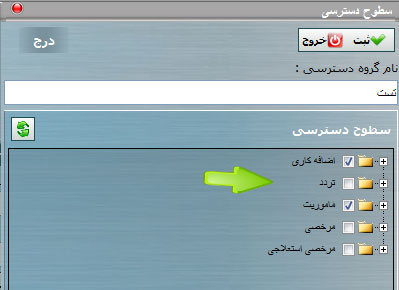 سطوح دسترسی
ثبت خروج
درج
نام گروه دسترسی :
تست
سطوح دسترسی
اضافه کاری
تردد
ماموریت
مرخصی
مرخصی استعلاجی